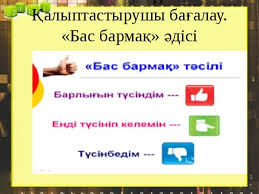 Қалыптастырушы бағалау.
«Бас бармақ» әдісі
«Бас бармақ» тәсілі
Барлығын түсіндім ---
Енді түсініп келемін ---
Түсінбедім ---